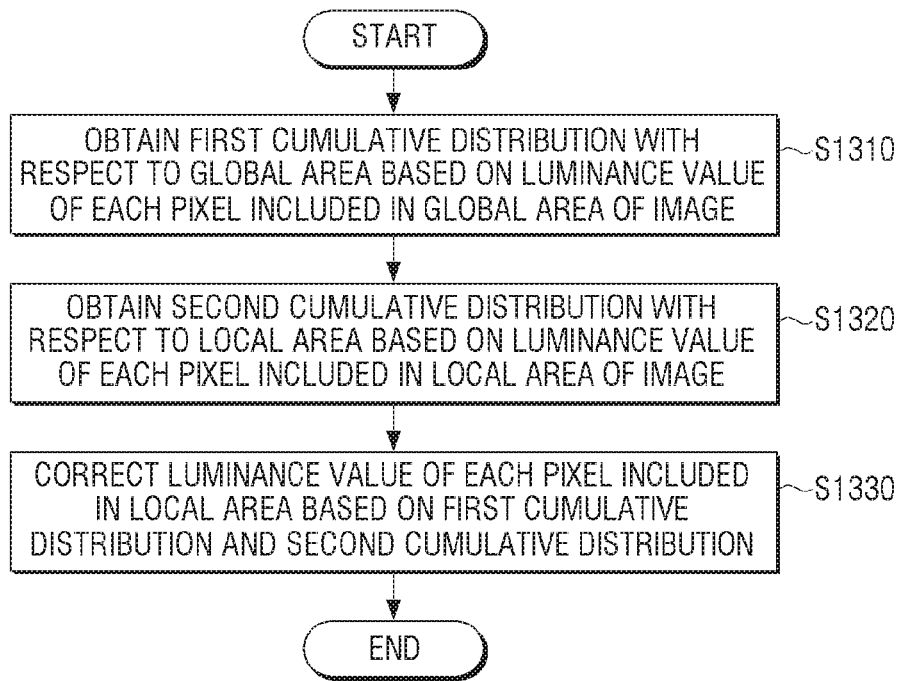 START
OBTAIN FIRST CUMULATIVE DISTRIBUTION WITH
RESPECT TO GLOBAL AREA BASED ON LUMINANCE VALUE
OF EACH PIXEL INCLUDED IN GLOBAL AREA OF IMAGE
S1310
OBTAIN SECOND CUMULATIVE DISTRIBUTION WITH
RESPECT TO LOCAL AREA BASED ON LUMINANCE VALUE
OF EACH PIXEL INCLUDED IN LOCAL AREA OF IMAGE
S1320
CORRECT LUMINANCE VALUE OF EACH PIXEL INCLUDED
IN LOCAL AREA BASED ON FIRST CUMULATIVE
DISTRIBUTION AND SECOND CUMULATIVE DISTRIBUTION
S1330
END